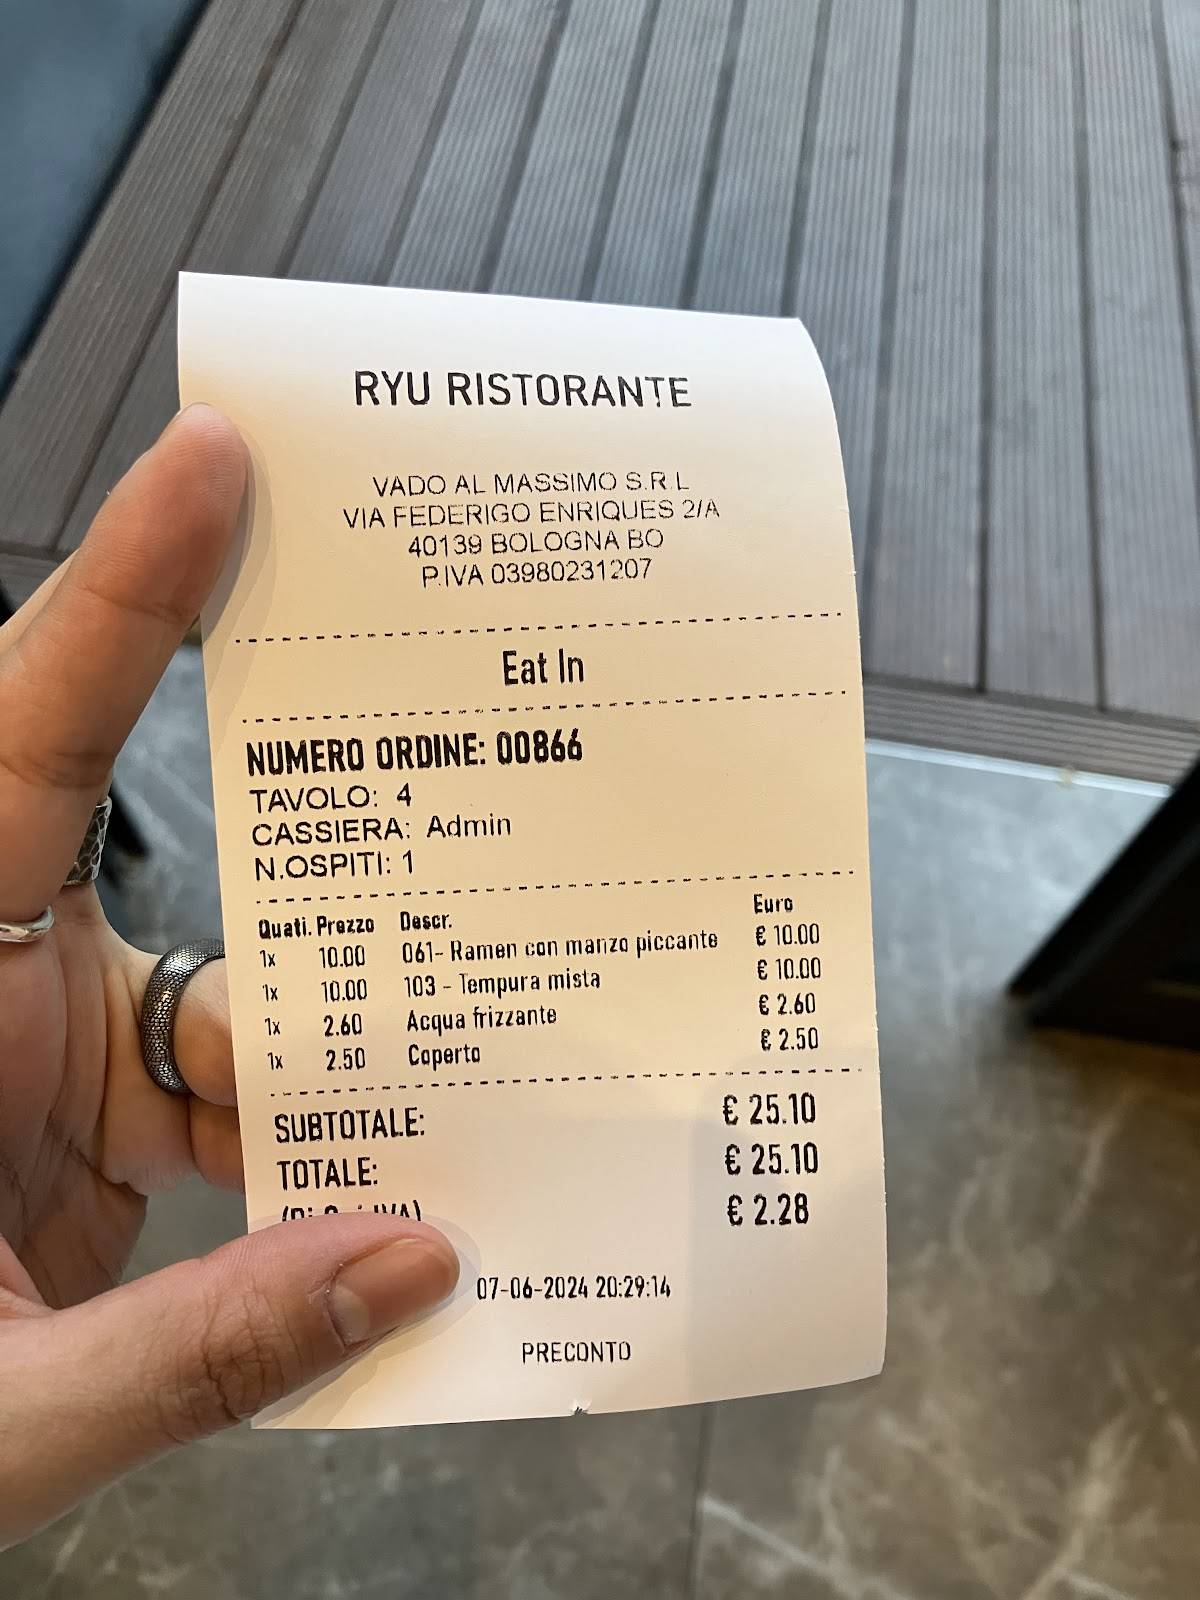 RYU RISTORANTE
VADO AL MASSIMO S.R.L
VIA FEDERIGO ENRIQUES 2/A
40139 BOLOGNA BO
P.IVA 03980231207
Eat In
NUMERO ORDINE: 00866
TAVOLO: 4
CASSIERA: Admin
N.OSPITI: 1
Quati. Prezzo Descr. Euro
1x 10.00 061- Ramen con manzo piccante € 10.00
1x 10.00 103 - Tempura mista € 10.00
1x 2.60 Acqua frizzante € 2.60
1x 2.50 Coperto € 2.50
SUBTOTALE: € 25.10
TOTALE: € 25.10
IVA) € 2.28
07-06-2024 20:29:14
PRECONTO